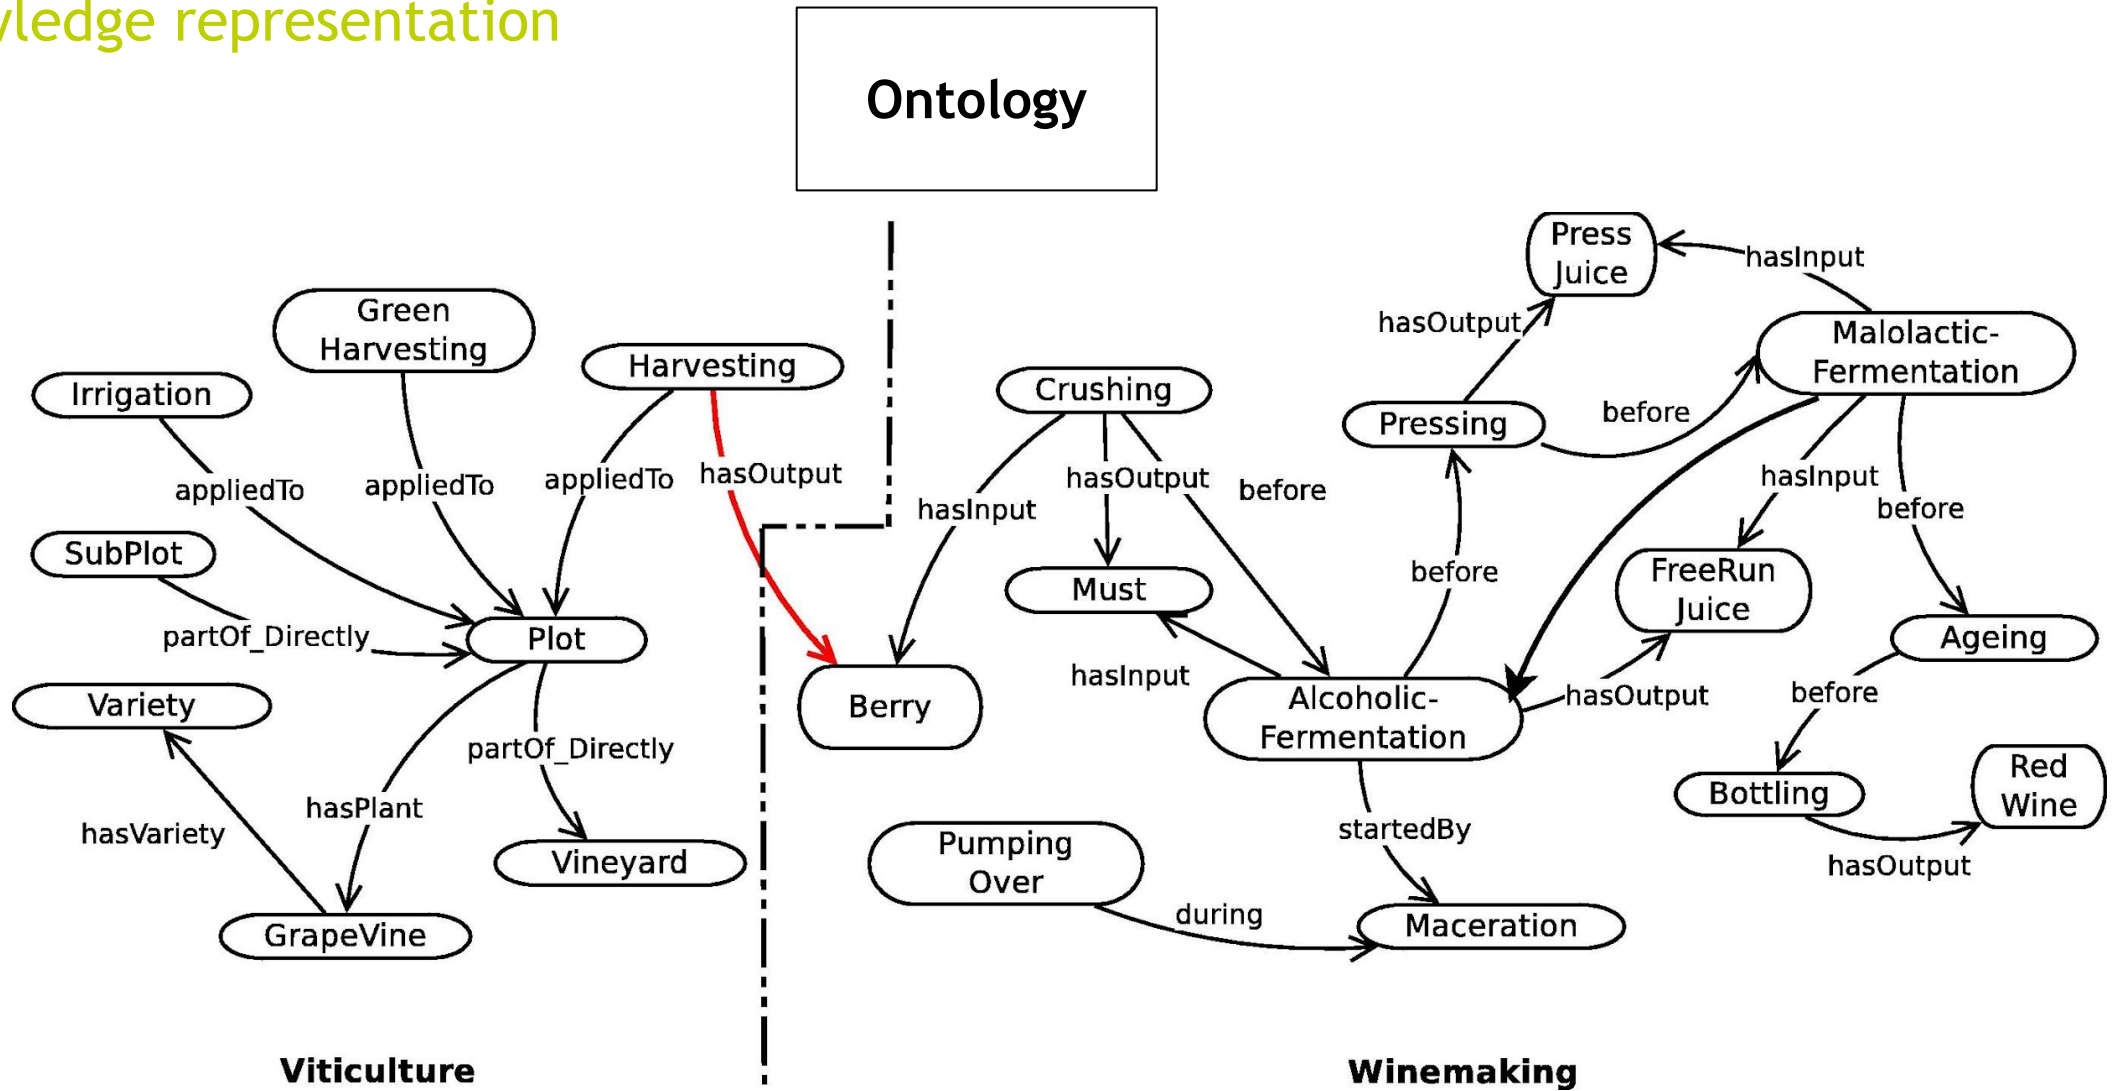 wledge representation
Ontology
Press
Juice
hasInput
Green
Harvesting
hasOutput
Malolactic-
Fermentation
Harvesting
Irrigation
Crushing
Pressing
before
appliedTo
appliedTo
appliedTo
hasOutput
hasInput
hasOutput
before
hasInput
before
SubPlot
Must
before
FreeRun
Juice
partOf_Directly
Plot
Ageing
Variety
Berry
hasInput
Alcoholic-
Fermentation
hasOutput
before
partOf_Directly
hasPlant
hasVariety
Vineyard
Pumping
Over
startedBy
Bottling
Red
Wine
hasOutput
GrapeVine
during
Maceration
Viticulture
Winemaking